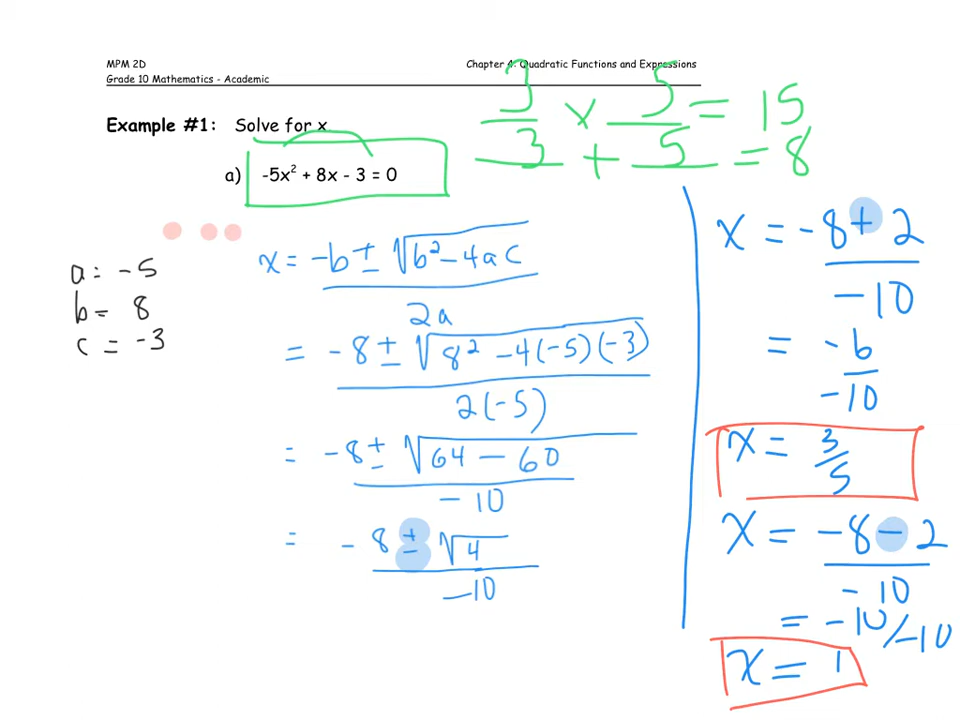 MPM 2D
Chapter 4: Quadratic Functions and Expressions
Grade 10 Mathematics - Academic
Example #1: Solve for x
a) -5x² + 8x - 3 = 0
3/3 × 5/5 = 15
___ + ___ = 8
a = -5
b = 8
c = -3
x = -b ± √b² - 4ac
2a
= -8 ± √8² - 4(-5)(-3)
2(-5)
= -8 ± √64 - 60
-10
= -8 ± √4
-10
x = -8 + 2
-10
= -6
-10
x = 3/5
x = -8 - 2
-10
= -10/-10
x = 1